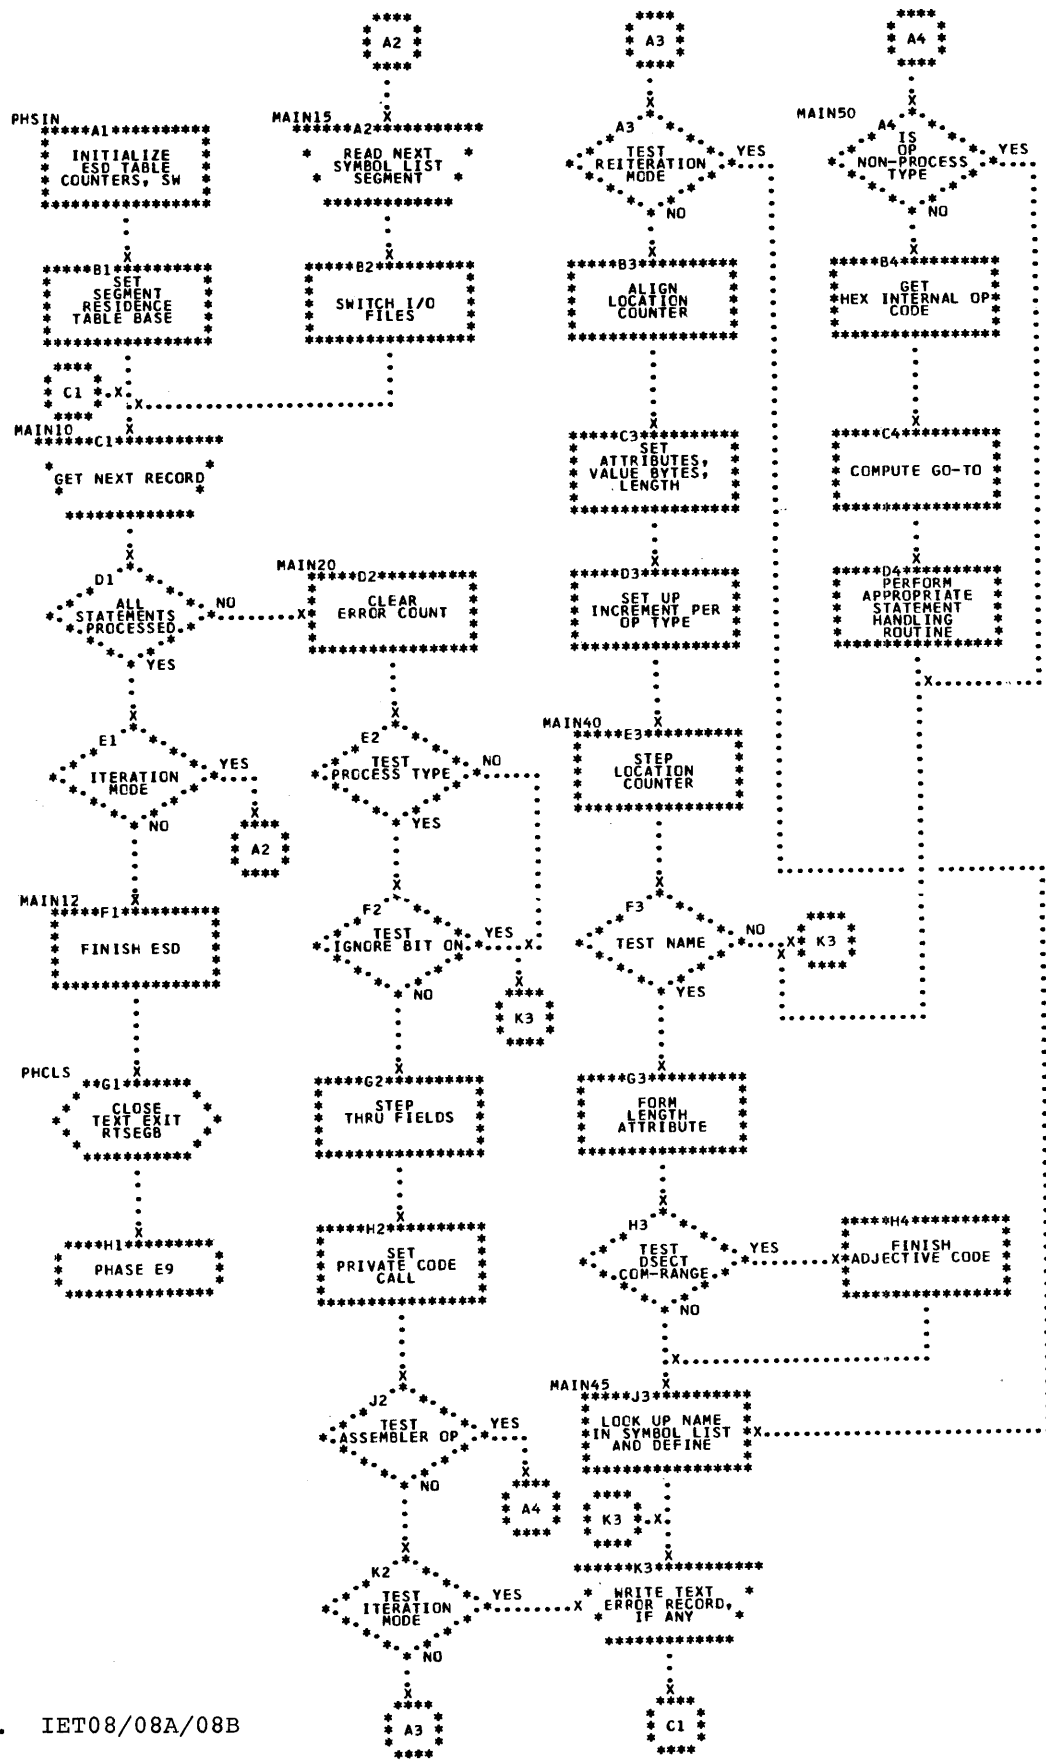 A2
A3
A4
PHSIN
A1
INITIALIZE
ESD TABLE
COUNTERS, SW
B1
SET
SEGMENT
RESIDENCE
TABLE BASE
C1
MAIN10
C1
GET NEXT RECORD
D1
ALL
STATEMENTS
PROCESSED
NO
YES
E1
ITERATION
MODE
YES
NO
A2
MAIN12
F1
FINISH ESD
PHCLS
G1
CLOSE
TEXT EXIT
RTSEGB
H1
PHASE E9
MAIN15
A2
READ NEXT
SYMBOL LIST
SEGMENT
B2
SWITCH I/O
FILES
MAIN20
D2
CLEAR
ERROR COUNT
E2
TEST
PROCESS TYPE
NO
YES
F2
TEST
IGNORE BIT ON
YES
NO
K3
G2
STEP
THRU FIELDS
H2
SET
PRIVATE CODE
CALL
J2
TEST
ASSEMBLER OP
YES
NO
A4
K2
TEST
ITERATION
MODE
YES
NO
A3
A3
TEST
REITERATION
MODE
YES
NO
B3
ALIGN
LOCATION
COUNTER
C3
SET
ATTRIBUTES,
VALUE BYTES,
LENGTH
D3
SET UP
INCREMENT PER
OP TYPE
MAIN40
E3
STEP
LOCATION
COUNTER
F3
TEST NAME
NO
YES
K3
G3
FORM
LENGTH
ATTRIBUTE
H3
TEST
DSECT
COM-RANGE
YES
NO
H4
FINISH
ADJECTIVE CODE
MAIN45
J3
LOOK UP NAME
IN SYMBOL LIST
AND DEFINE
K3
K3
WRITE TEXT
ERROR RECORD,
IF ANY
C1
MAIN50
A4
IS
OP
NON-PROCESS
TYPE
YES
NO
B4
GET
HEX INTERNAL OP
CODE
C4
COMPUTE GO-TO
D4
PERFORM
APPROPRIATE
STATEMENT
HANDLING
ROUTINE
. IET08/08A/08B